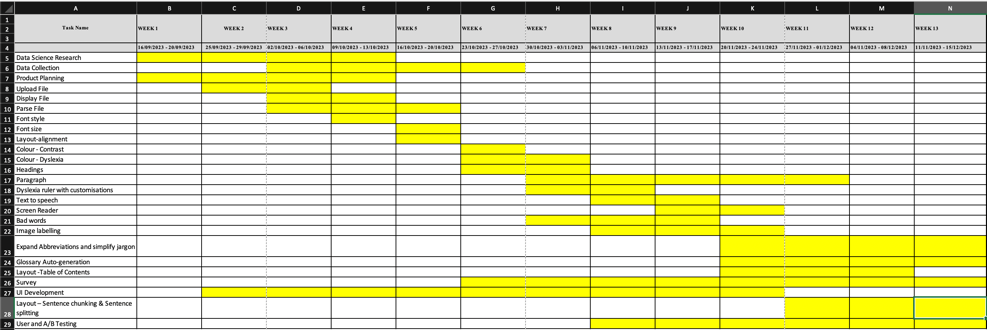 A B C D E F G H I J K L M N
1
2 Task Name WEEK 1 WEEK 2 WEEK 3 WEEK 4 WEEK 5 WEEK 6 WEEK 7 WEEK 8 WEEK 9 WEEK 10 WEEK 11 WEEK 12 WEEK 13
3
4 16/09/2023 - 20/09/2023 25/09/2023 - 29/09/2023 02/10/2023 - 06/10/2023 09/10/2023 - 13/10/2023 16/10/2023 - 20/10/2023 23/10/2023 - 27/10/2023 30/10/2023 - 03/11/2023 06/11/2023 - 10/11/2023 13/11/2023 - 17/11/2023 20/11/2023 - 24/11/2023 27/11/2023 - 01/12/2023 04/11/2023 - 08/12/2023 11/11/2023 - 15/12/2023
5 Data Science Research
6 Data Collection
7 Product Planning
8 Upload File
9 Display File
10 Parse File
11 Font style
12 Font size
13 Layout-alignment
14 Colour - Contrast
15 Colour - Dyslexia
16 Headings
17 Paragraph
18 Dyslexia ruler with customisations
19 Text to speech
20 Screen Reader
21 Bad words
22 Image labelling
23 Expand Abbreviations and simplify jargon
24 Glossary Auto-generation
25 Layout -Table of Contents
26 Survey
27 UI Development
Layout – Sentence chunking & Sentence
28 splitting
29 User and A/B Testing